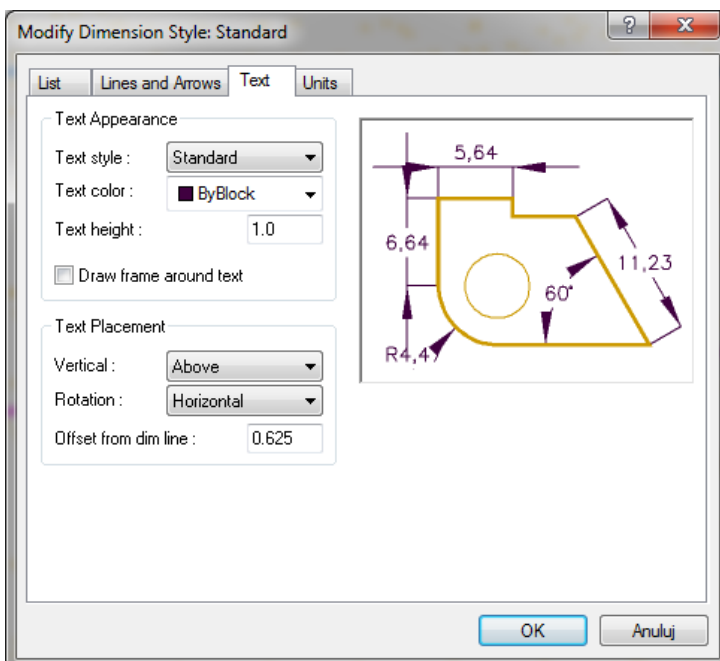 Modify Dimension Style: Standard
?
X
List Lines and Arrows Text Units
Text Appearance
Text style : Standard
Text color : ByBlock
Text height : 1.0
Draw frame around text
Text Placement
Vertical : Above
Rotation : Horizontal
Offset from dim line : 0.625
5,64
6,64
11,23
60°
R4,47
OK Anuluj